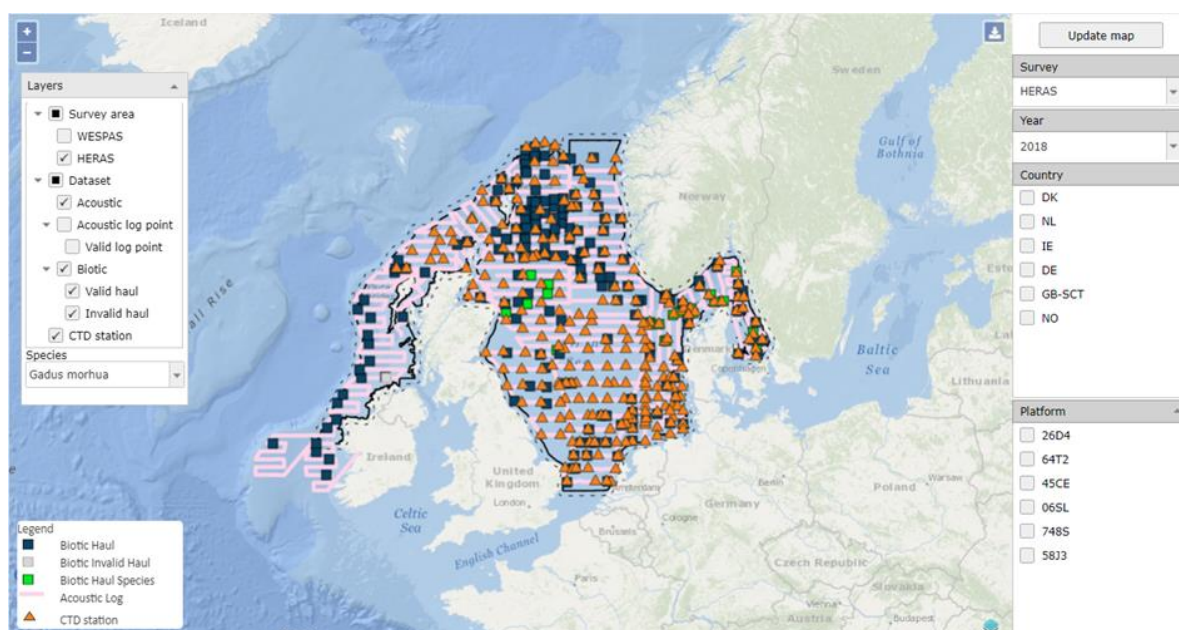 Iceland
+
−
Layers
Survey area
WESPAS
HERAS
Dataset
Acoustic
Acoustic log point
Valid log point
Biotic
Valid haul
Invalid haul
CTD station
Species
Gadus morhua
Rise
Sweden
Gulf of
Bothnia
Norway
Baltic
Sea
Copenhagen
Lithuania
Ireland
United
Kingdom
London
Celtic
Sea
English Channel
Amsterdam
Brussels
Cologne
Germany
Berlin
Poland
Warsaw
Paris
Czech Republic
Slovakia
Vienna
Austria
Budapest
Legend
Biotic Haul
Biotic Invalid Haul
Biotic Haul Species
Acoustic Log
CTD station
Update map
Survey
HERAS
Year
2018
Country
DK
NL
IE
DE
GB-SCT
NO
Platform
26D4
64T2
45CE
06SL
748S
58J3